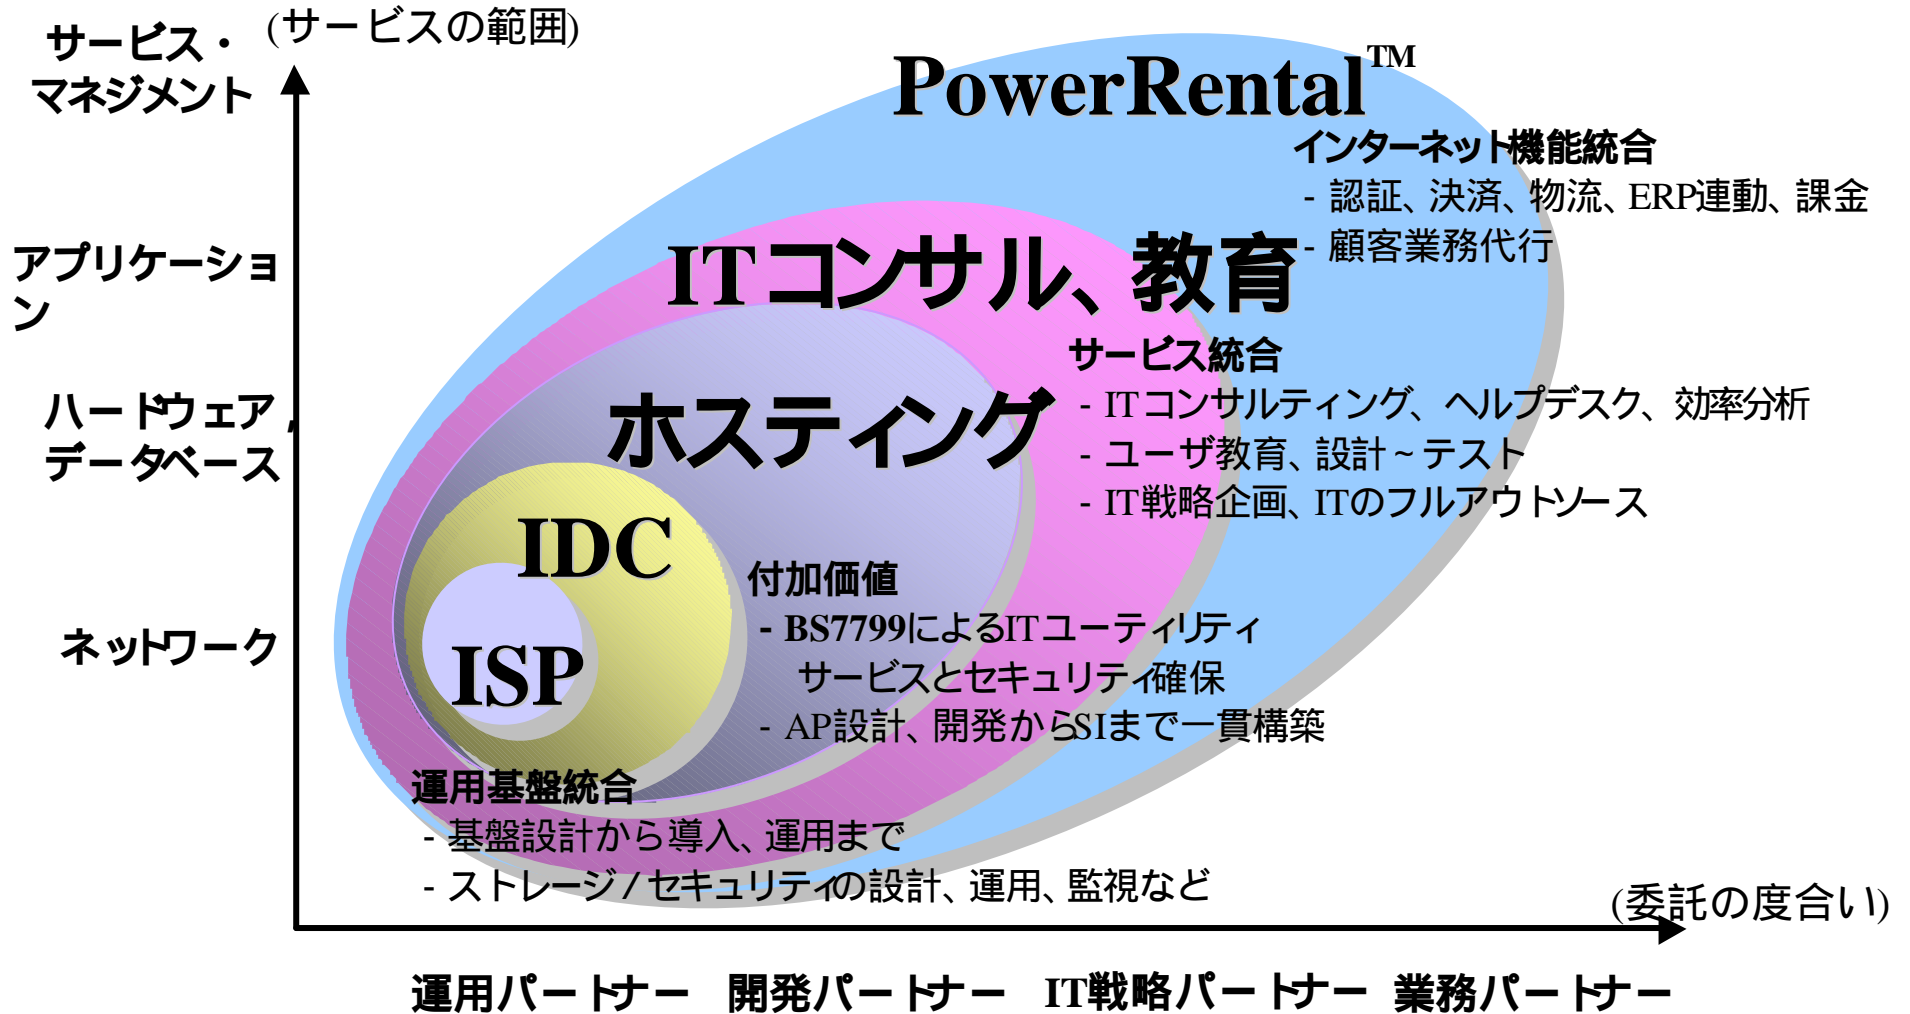 (サービスの範囲)
サービス・
マネジメント
アプリケーショ
ン
ハードウェア,
データベース
ネットワーク
PowerRental™
インターネット機能統合
- 認証、決済、物流、ERP連動、課金
- 顧客業務代行
ITコンサル、教育
サービス統合
- ITコンサルティング、ヘルプデスク、効率分析
- ユーザ教育、設計~テスト
- IT戦略企画、ITのフルアウトソース
ホスティング
IDC
付加価値
- BS7799によるITユーティリティ
サービスとセキュリティ確保
- AP設計、開発からSIまで一貫構築
ISP
運用基盤統合
- 基盤設計から導入、運用まで
- ストレージ/セキュリティの設計、運用、監視など
(委託の度合い)
運用パートナー 開発パートナー IT戦略パートナー 業務パートナー